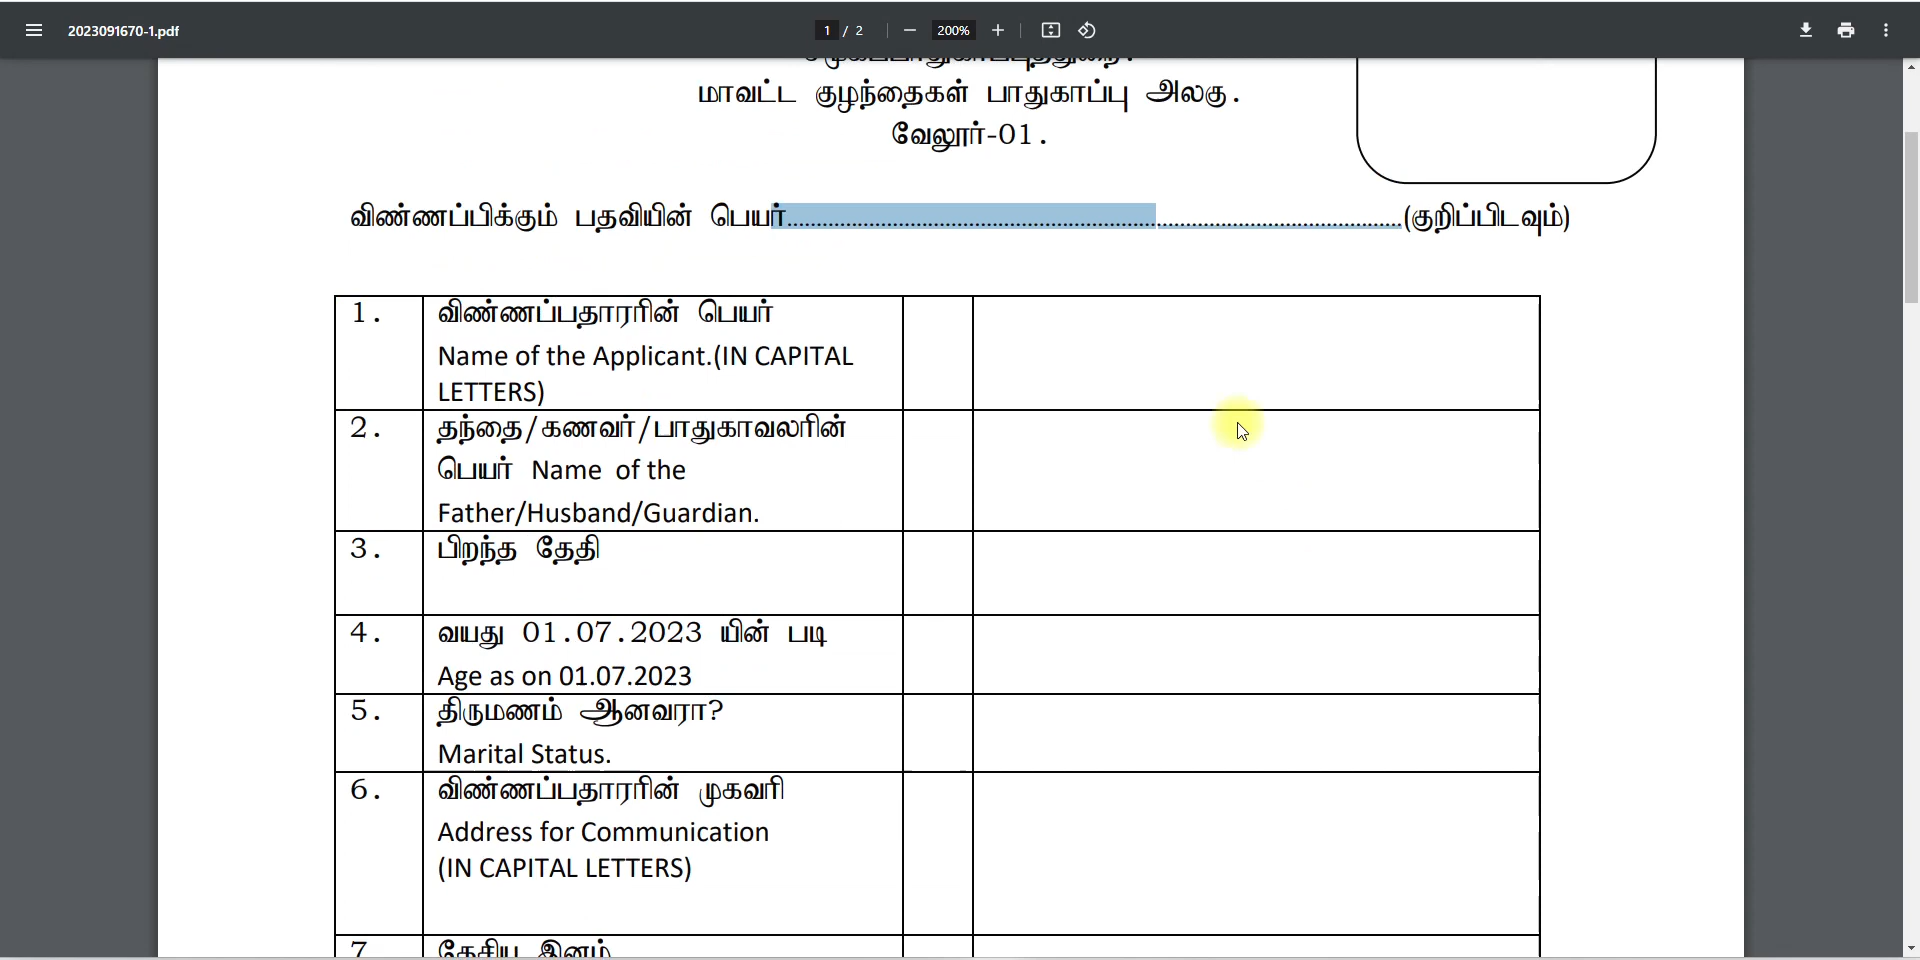 2023091670-1.pdf
1 / 2
200%
மாவட்ட குழந்தைகள் பாதுகாப்பு அலகு.
வேலூர்-01.
விண்ணப்பிக்கும் பதவியின் பெயர்..........................................................................................................(குறிப்பிடவும்)
1. விண்ணப்பதாரரின் பெயர்
Name of the Applicant.(IN CAPITAL
LETTERS)
2. தந்தை/கணவர்/பாதுகாவலரின்
பெயர் Name of the
Father/Husband/Guardian.
3. பிறந்த தேதி
4. வயது 01.07.2023 யின் படி
Age as on 01.07.2023
5. திருமணம் ஆனவரா?
Marital Status.
6. விண்ணப்பதாரரின் முகவரி
Address for Communication
(IN CAPITAL LETTERS)
7 தேசிய இனம்